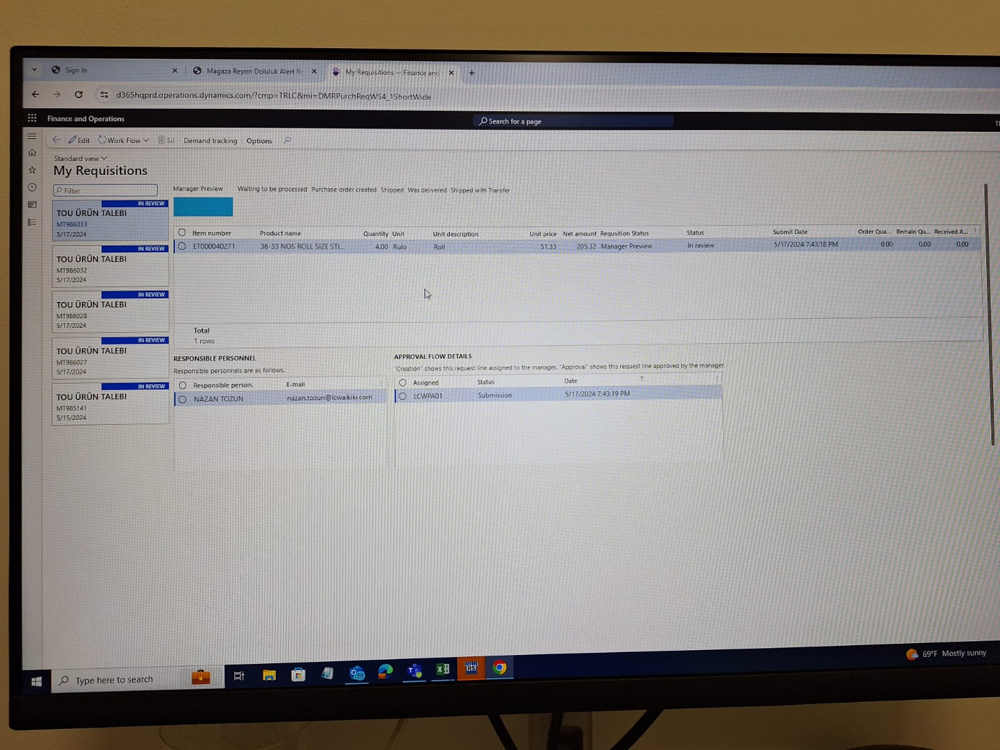 Sign In
Magaza Reyon Doluluk Alert R
My Requisitions -- Finance and
d365hqprd.operations.dynamics.com/?cmp=TRLC&mi=DMRPurchReqWS4_1ShortWide
Finance and Operations
Search for a page
Edit Work Flow Sil Demand tracking Options
Standard view
My Requisitions
Filter
Manager Preview Waiting to be processed Purchase order created Shipped Was delivered Shipped with Transfer
IN REVIEW
TOU ÜRÜN TALEBI
MT986033
5/17/2024
IN REVIEW
TOU ÜRÜN TALEBI
MT986032
5/17/2024
IN REVIEW
TOU ÜRÜN TALEBI
MT986028
5/17/2024
IN REVIEW
TOU ÜRÜN TALEBI
MT986027
5/17/2024
IN REVIEW
TOU ÜRÜN TALEBI
MT985141
5/15/2024
Item number Product name Quantity Unit Unit description Unit price Net amount Requsition Status Status Submit Date Order Qua... Remain Qu... Received A...
ET000040271 36-33 NOS ROLL SIZE STI... 4.00 Rulo Roll 51.33 205.32 Manager Preview In review 5/17/2024 7:43:18 PM 0.00 0.00 0.00
Total
1 rows
RESPONSIBLE PERSONNEL
Responsible personnels are as follows.
Responsible person. E-mail
NAZAN TOZUN nazan.tozun@lcwaikiki.com
APPROVAL FLOW DETAILS
"Creation" shows this request line assigned to the manager. "Approval" shows this request line approved by the manager.
Assigned Status Date
LCWPA01 Submission 5/17/2024 7:43:19 PM
Type here to search
69°F Mostly sunny